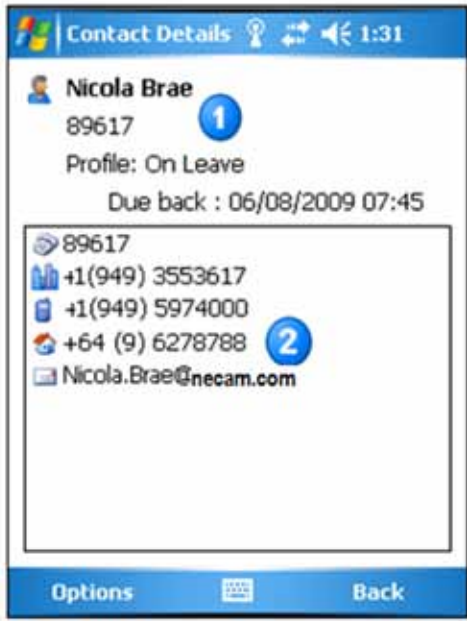 Contact Details 1:31
Nicola Brae
89617
1
Profile: On Leave
Due back : 06/08/2009 07:45
89617
+1(949) 3553617
+1(949) 5974000
+64 (9) 6278788
2
Nicola.Brae@necam.com
Options Back